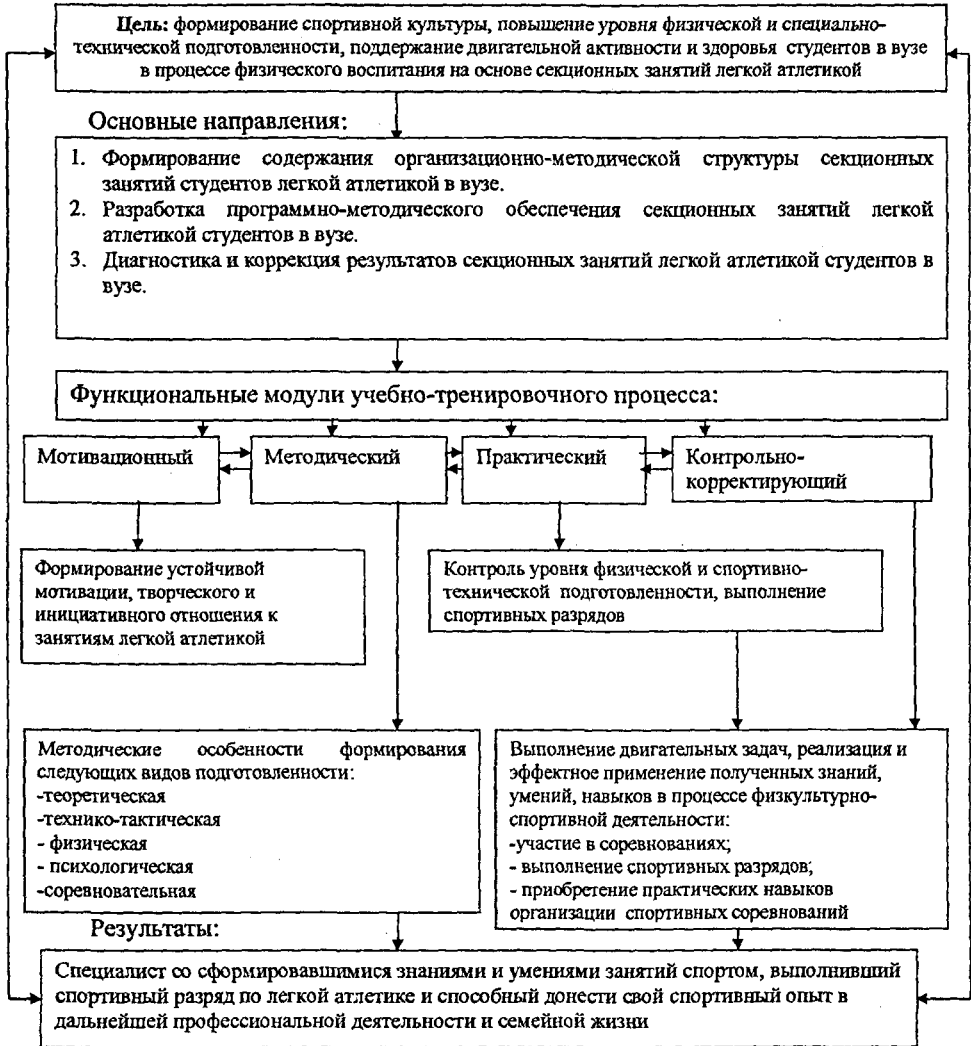 Цель: формирование спортивной культуры, повышение уровня физической и специально-
технической подготовленности, поддержание двигательной активности и здоровья студентов в вузе
в процессе физического воспитания на основе секционных занятий легкой атлетикой
Основные направления:
1. Формирование содержания организационно-методической структуры секционных
занятий студентов легкой атлетикой в вузе.
2. Разработка программно-методического обеспечения секционных занятий легкой
атлетикой студентов в вузе.
3. Диагностика и коррекция результатов секционных занятий легкой атлетикой студентов в
вузе.
Функциональные модули учебно-тренировочного процесса:
Мотивационный
Методический
Практический
Контрольно-
корректирующий
Формирование устойчивой
мотивации, творческого и
инициативного отношения к
занятиям легкой атлетикой
Контроль уровня физической и спортивно-
технической подготовленности, выполнение
спортивных разрядов
Методические особенности формирования
следующих видов подготовленности:
-теоретическая
-технико-тактическая
- физическая
- психологическая
-соревновательная
Выполнение двигательных задач, реализация и
эффектное применение полученных знаний,
умений, навыков в процессе физкультурно-
спортивной деятельности:
-участие в соревнованиях;
- выполнение спортивных разрядов;
- приобретение практических навыков
организации спортивных соревнований
Результаты:
Специалист со сформировавшимися знаниями и умениями занятий спортом, выполнивший
спортивный разряд по легкой атлетике и способный донести свой спортивный опыт в
дальнейшей профессиональной деятельности и семейной жизни